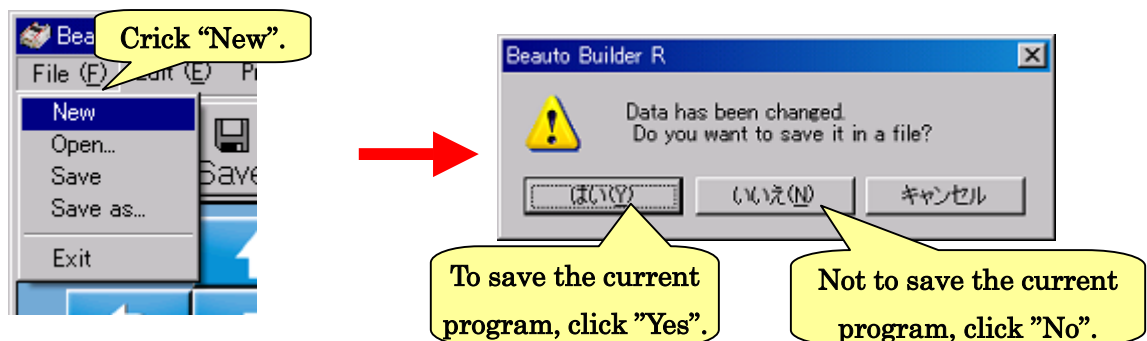 Bea
Crick “New”.
File (F) Edit (E) P
New
Open...
Save
Save as...
Exit
Save
Beauto Builder R
Data has been changed.
Do you want to save it in a file?
はい(Y) いいえ(N) キャンセル
To save the current
program, click ”Yes”.
Not to save the current
program, click ”No”.